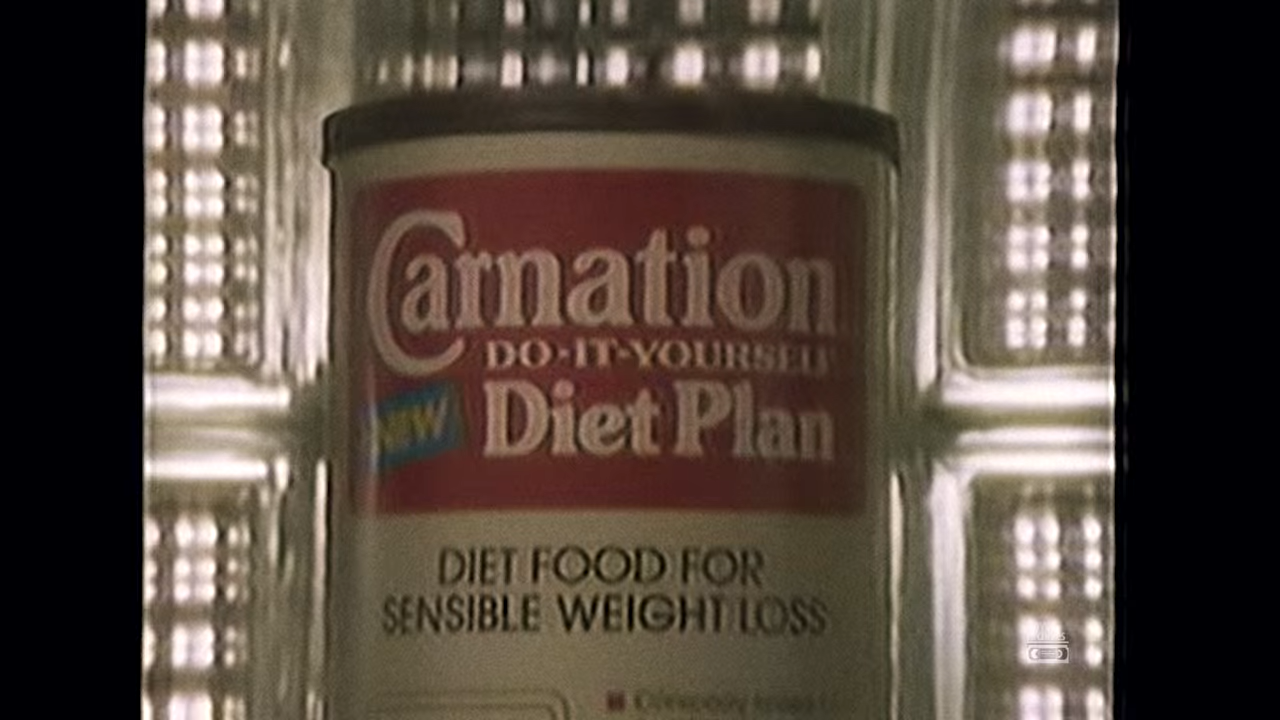 Carnation
DO-IT-YOURSELF
NEW
Diet Plan
DIET FOOD FOR
SENSIBLE WEIGHT LOSS